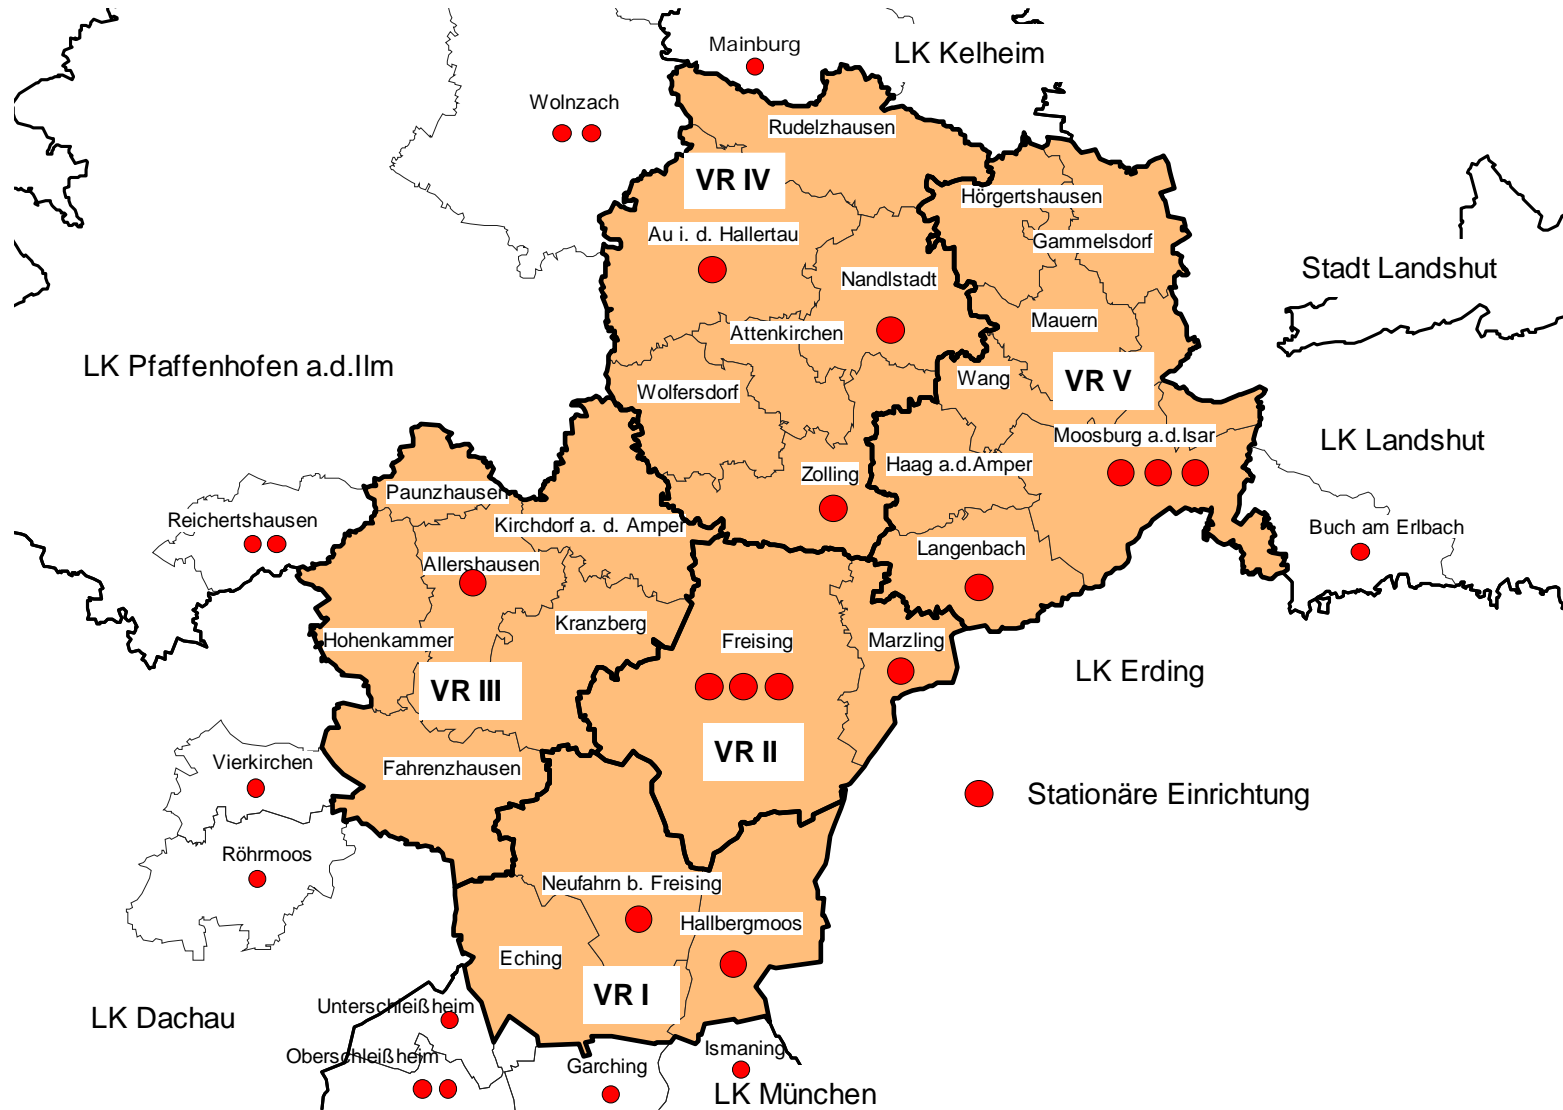 Mainburg
LK Kelheim
Wolnzach
Rudelzhausen
VR IV
Hörgertshausen
Au i. d. Hallertau
Gammelsdorf
Stadt Landshut
Nandlstadt
Mauern
Attenkirchen
LK Pfaffenhofen a.d.Ilm
Wang
VR V
Wolfersdorf
Moosburg a.d.Isar
LK Landshut
Haag a.d.Amper
Zolling
Paunzhausen
Reichertshausen
Kirchdorf a. d. Amper
Buch am Erlbach
Langenbach
Allershausen
Kranzberg
Hohenkammer
Freising
Marzling
LK Erding
VR III
VR II
Vierkirchen
Fahrenzhausen
Stationäre Einrichtung
Röhrmoos
Neufahrn b. Freising
Hallbergmoos
Eching
VR I
LK Dachau
Unterschleißheim
Oberschleißheim
Ismaning
Garching
LK München